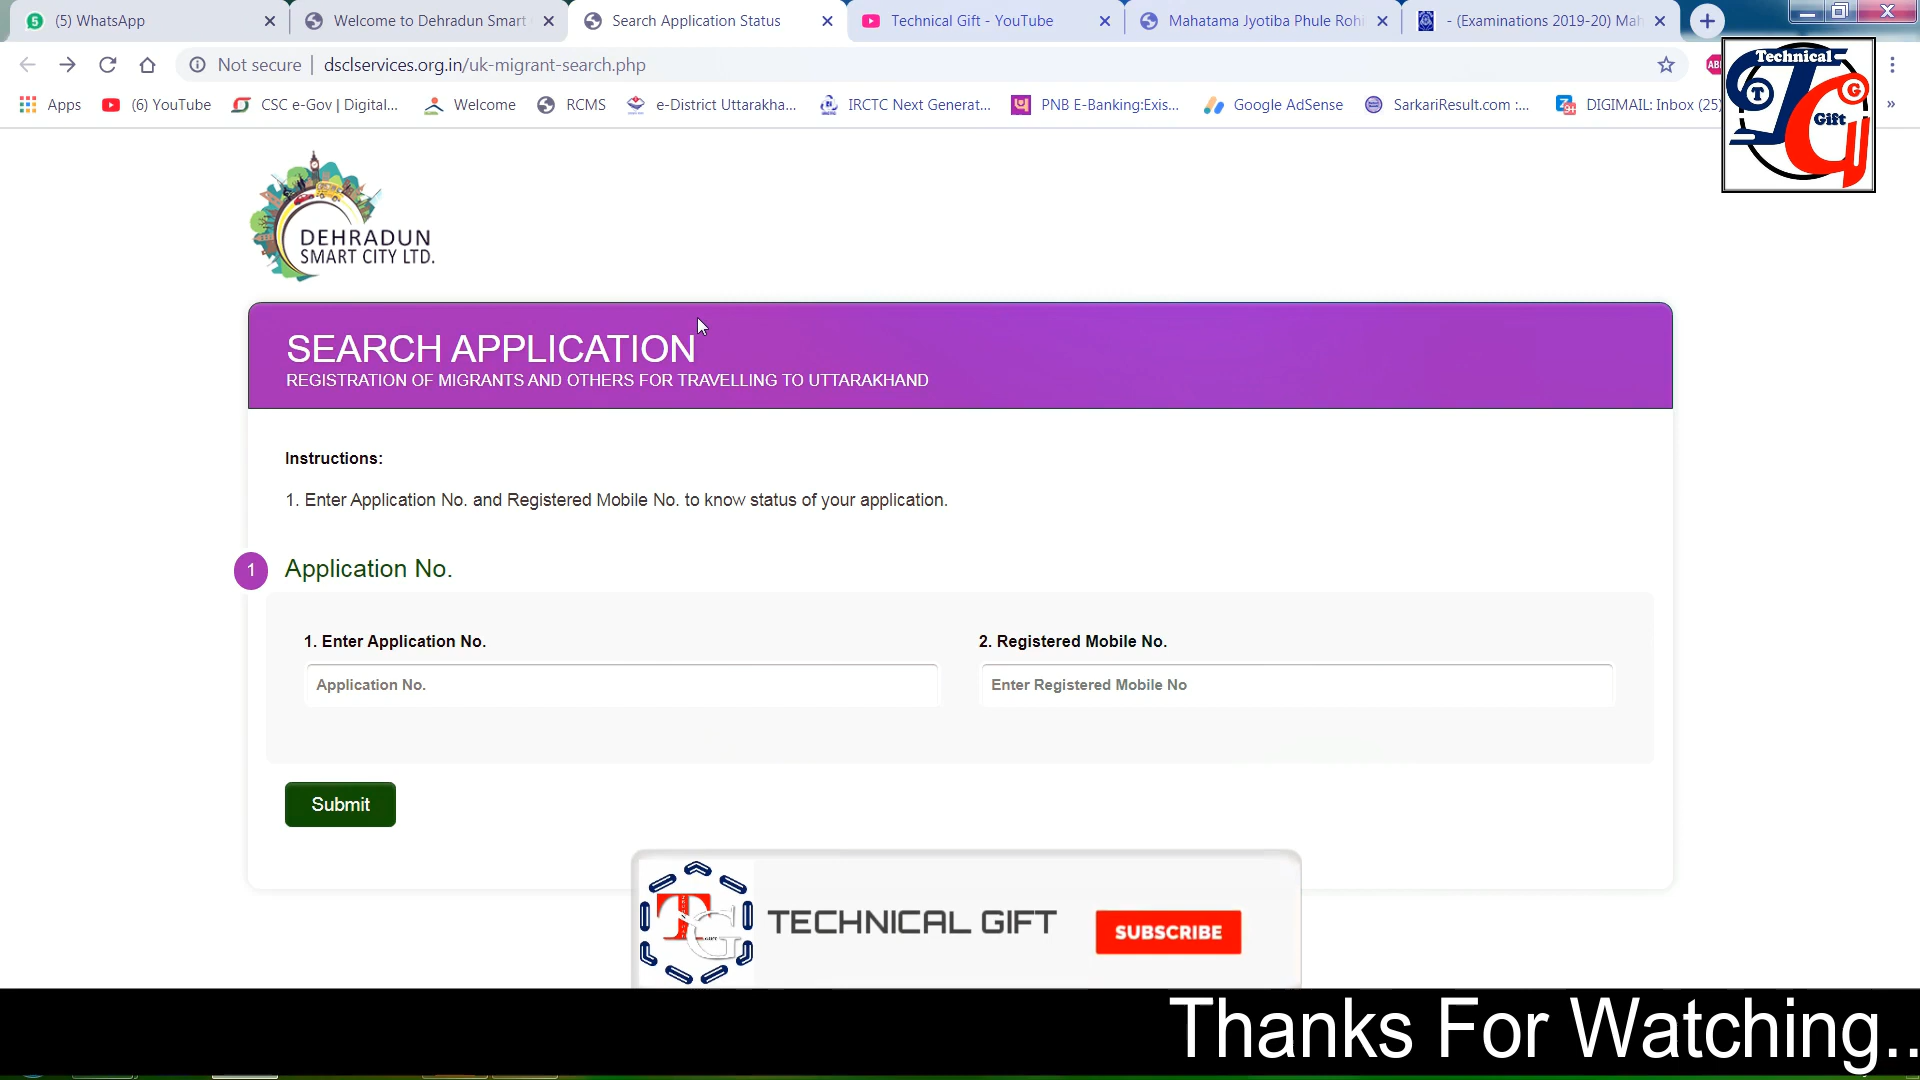 (5) WhatsApp
Welcome to Dehradun Smart
Search Application Status
Technical Gift - YouTube
Mahatama Jyotiba Phule Rohi
- (Examinations 2019-20) Mah
Not secure | dsclservices.org.in/uk-migrant-search.php
Apps
(6) YouTube
CSC e-Gov | Digital...
Welcome
RCMS
e-District Uttarakha...
IRCTC Next Generat...
PNB E-Banking:Exis...
Google AdSense
SarkariResult.com :...
DIGIMAIL: Inbox (25)
»
Technical
T
G
Gift
DEHRADUN
SMART CITY LTD.
SEARCH APPLICATION
REGISTRATION OF MIGRANTS AND OTHERS FOR TRAVELLING TO UTTARAKHAND
Instructions:
1. Enter Application No. and Registered Mobile No. to know status of your application.
1
Application No.
1. Enter Application No.
2. Registered Mobile No.
Application No.
Enter Registered Mobile No
Submit
TECHNICAL GIFT
SUBSCRIBE
Thanks For Watching..